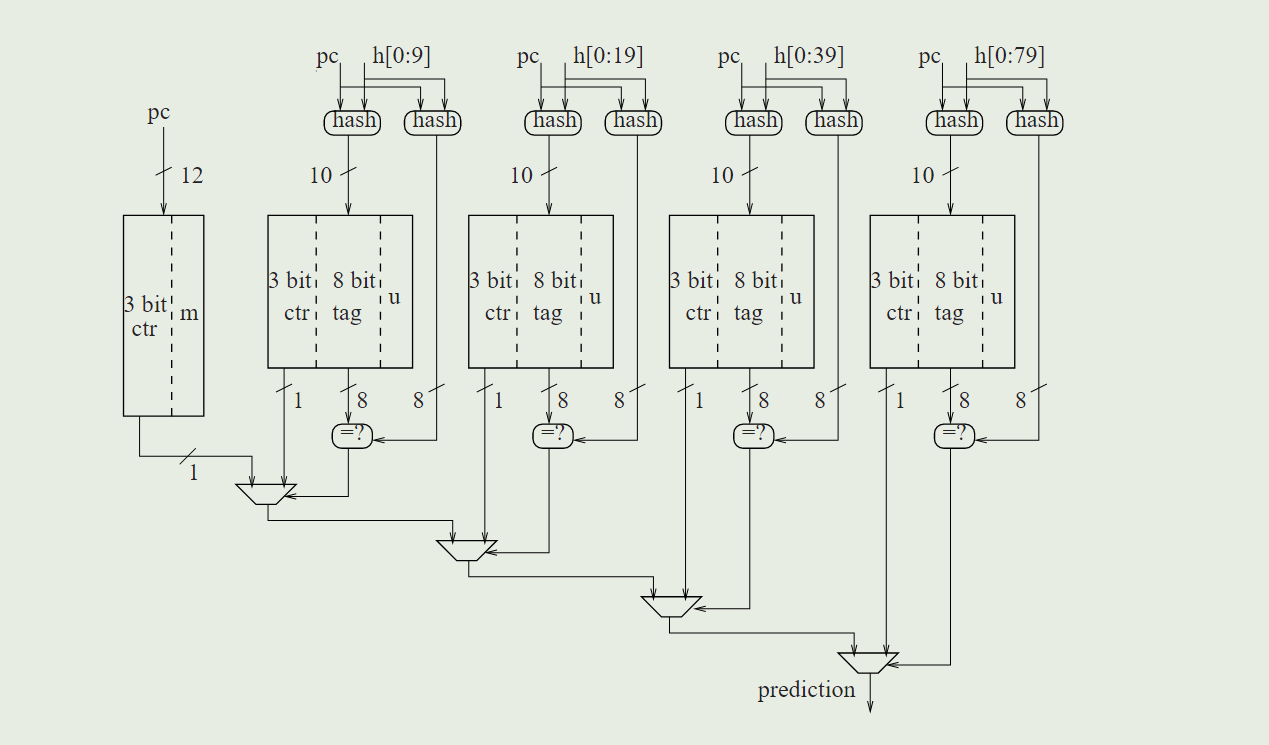 pc h[0:9] pc h[0:19] pc h[0:39] pc h[0:79]
pc hash hash hash hash hash hash hash hash
12 10 10 10 10
3 bit 8 bit 3 bit 8 bit 3 bit 8 bit 3 bit 8 bit
3 bit m ctr tag u ctr tag u ctr tag u ctr tag u
ctr
1 8 8 1 8 8 1 8 8 1 8 8
=? =? =? =?
1
prediction